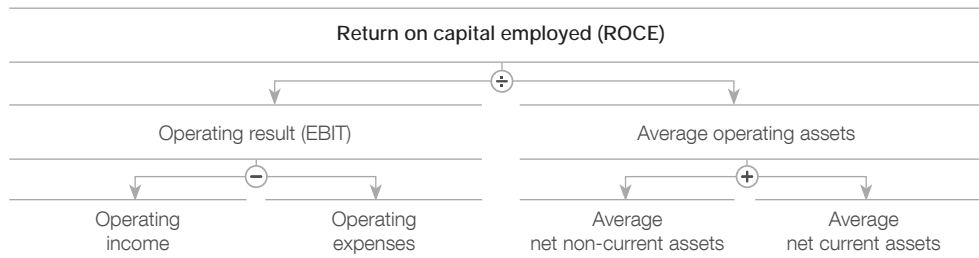 Return on capital employed (ROCE)
÷
Operating result (EBIT)
Average operating assets
−
+
Operating
income
Operating
expenses
Average
net non-current assets
Average
net current assets